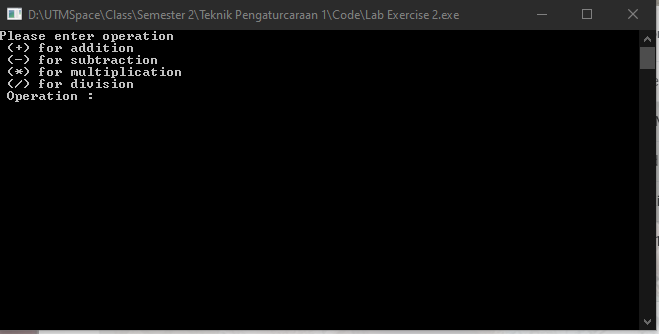 D:\UTMSpace\Class\Semester 2\Teknik Pengaturcaraan 1\Code\Lab Exercise 2.exe
Please enter operation
(+) for addition
(-) for subtraction
(*) for multiplication
(/) for division
Operation :